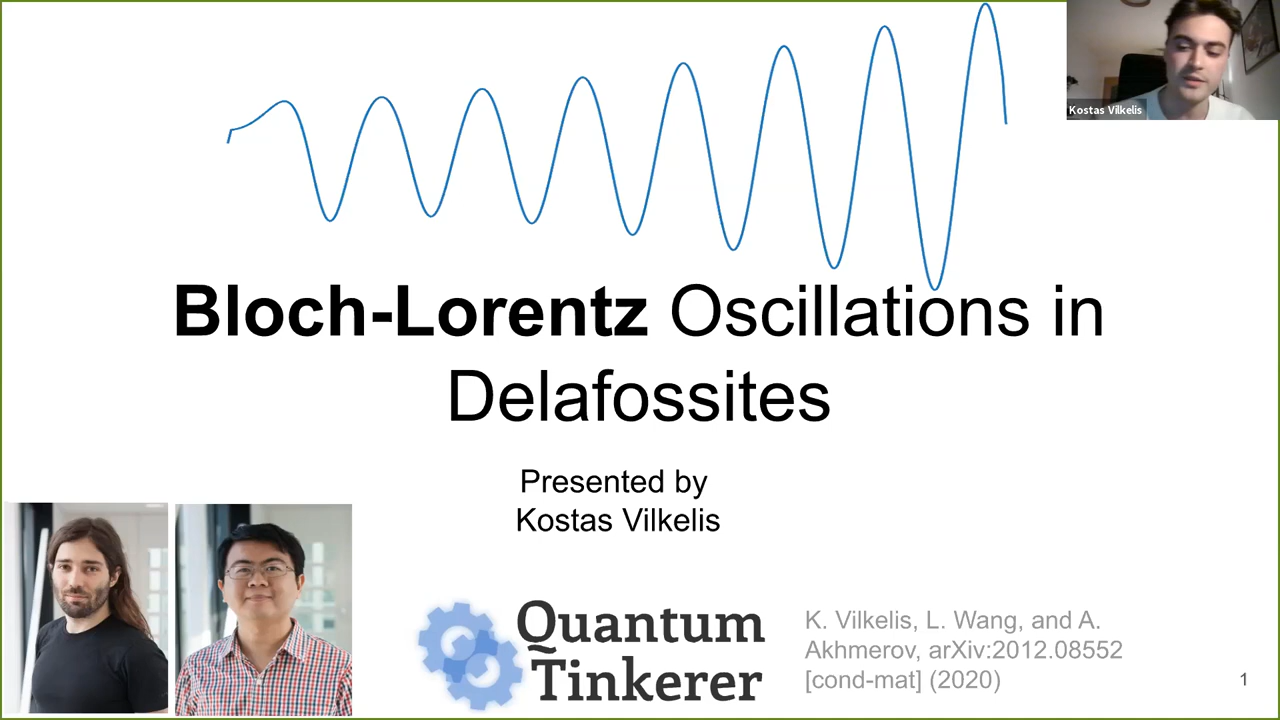 Kostas Vilkelis
Bloch-Lorentz Oscillations in
Delafossites
Presented by
Kostas Vilkelis
Quantum
Tinkerer
K. Vilkelis, L. Wang, and A.
Akhmerov, arXiv:2012.08552
[cond-mat] (2020)
1